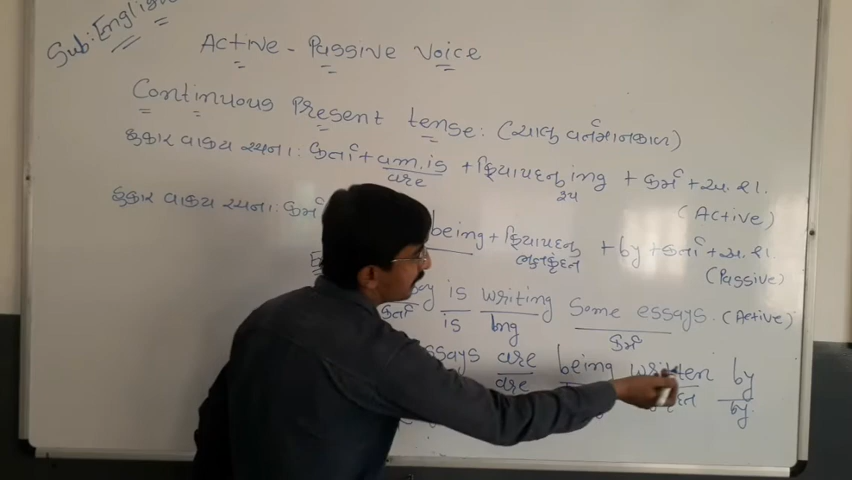 Sub: English
Active - Passive Voice
Continuous Present tense: (ચાલુ વર્તમાનકાળ)
હકાર વાક્ય રચના: કર્તા + am. is + ક્રિયાપદનું ing + કર્મ + અ. શ.
are રૂપ (Active)
હકાર વાક્ય રચના: કર્મ being + ક્રિયાપદનું + by + કર્તા + અ. શ.
ભૂતકૃદંત (Passive)
is writing some essays. (Active)
કર્તા is ing કર્મ
essays are being written by
are by